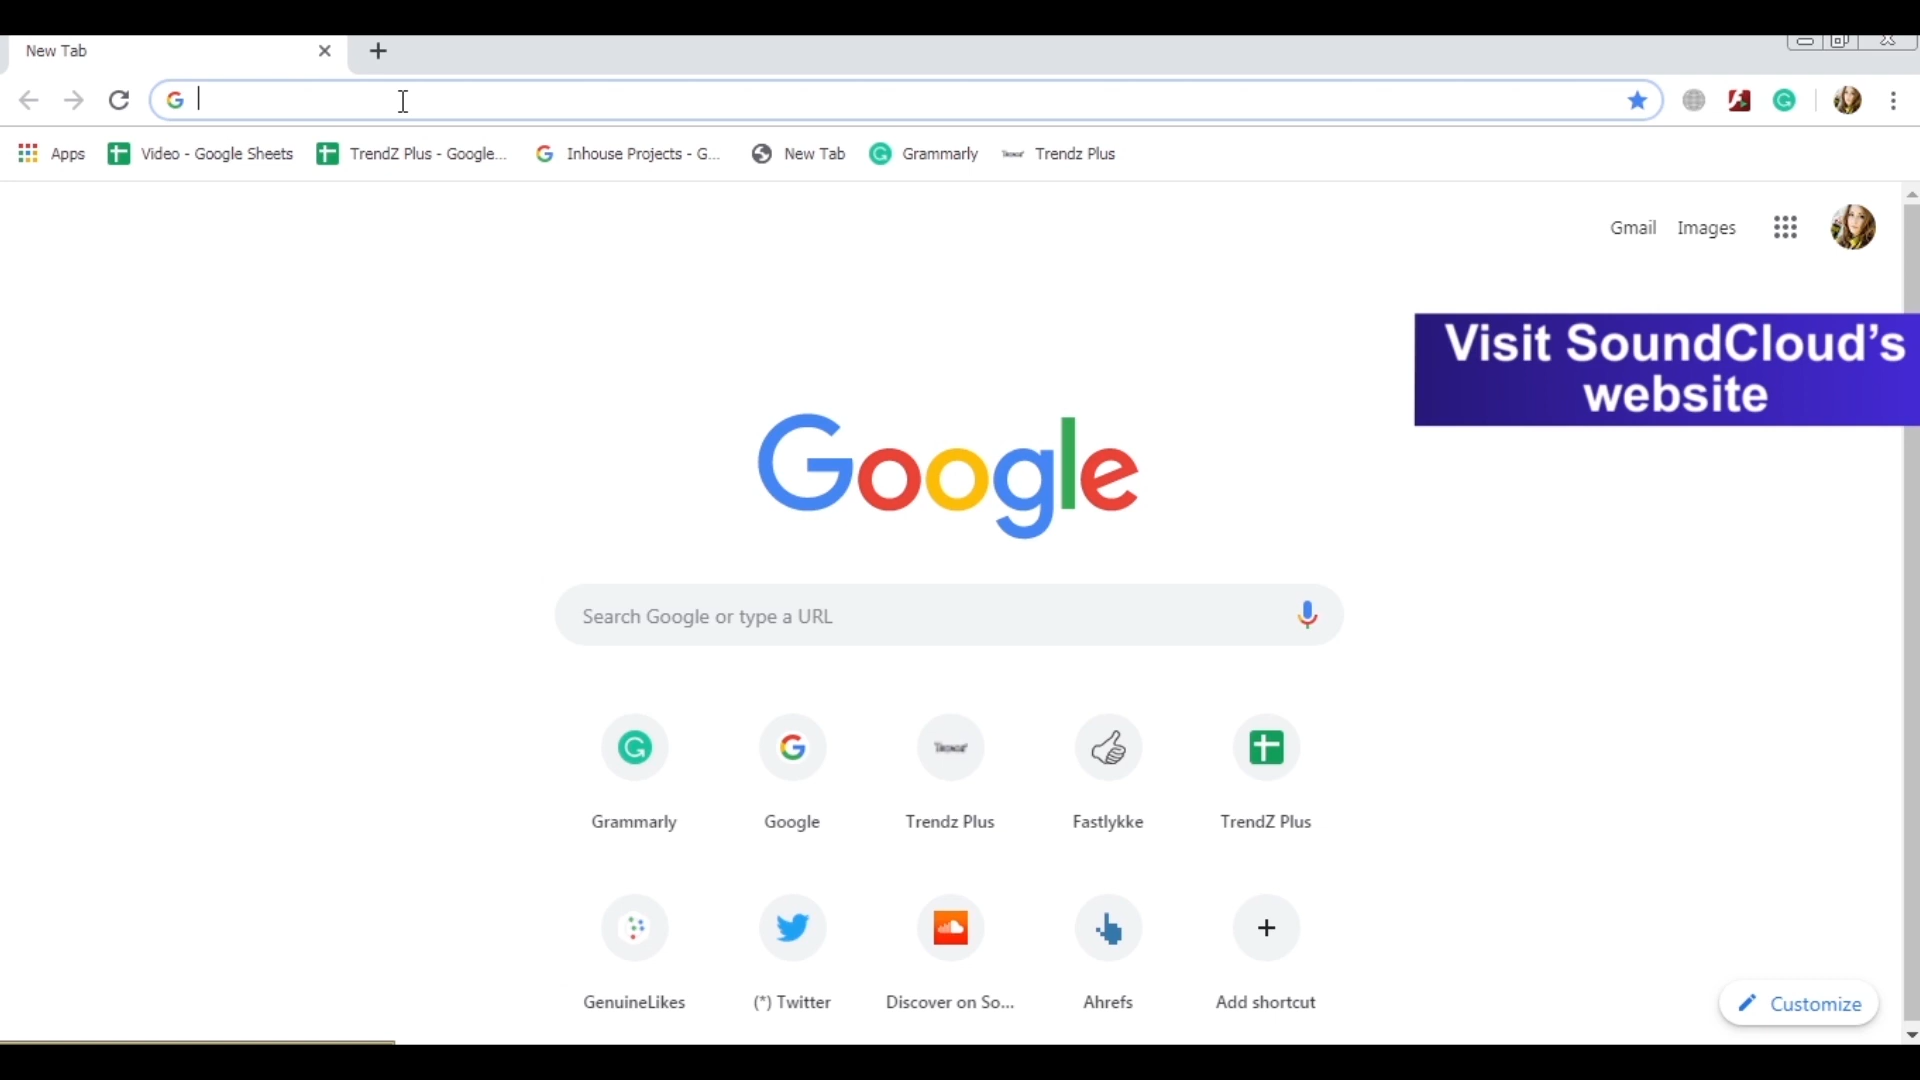 New Tab
Apps
Video - Google Sheets
TrendZ Plus - Google...
Inhouse Projects - G...
New Tab
Grammarly
Trendz Plus
Gmail
Images
Visit SoundCloud’s
website
Google
Search Google or type a URL
Grammarly
Google
Trendz Plus
Fastlykke
TrendZ Plus
GenuineLikes
(*) Twitter
Discover on So...
Ahrefs
Add shortcut
Customize